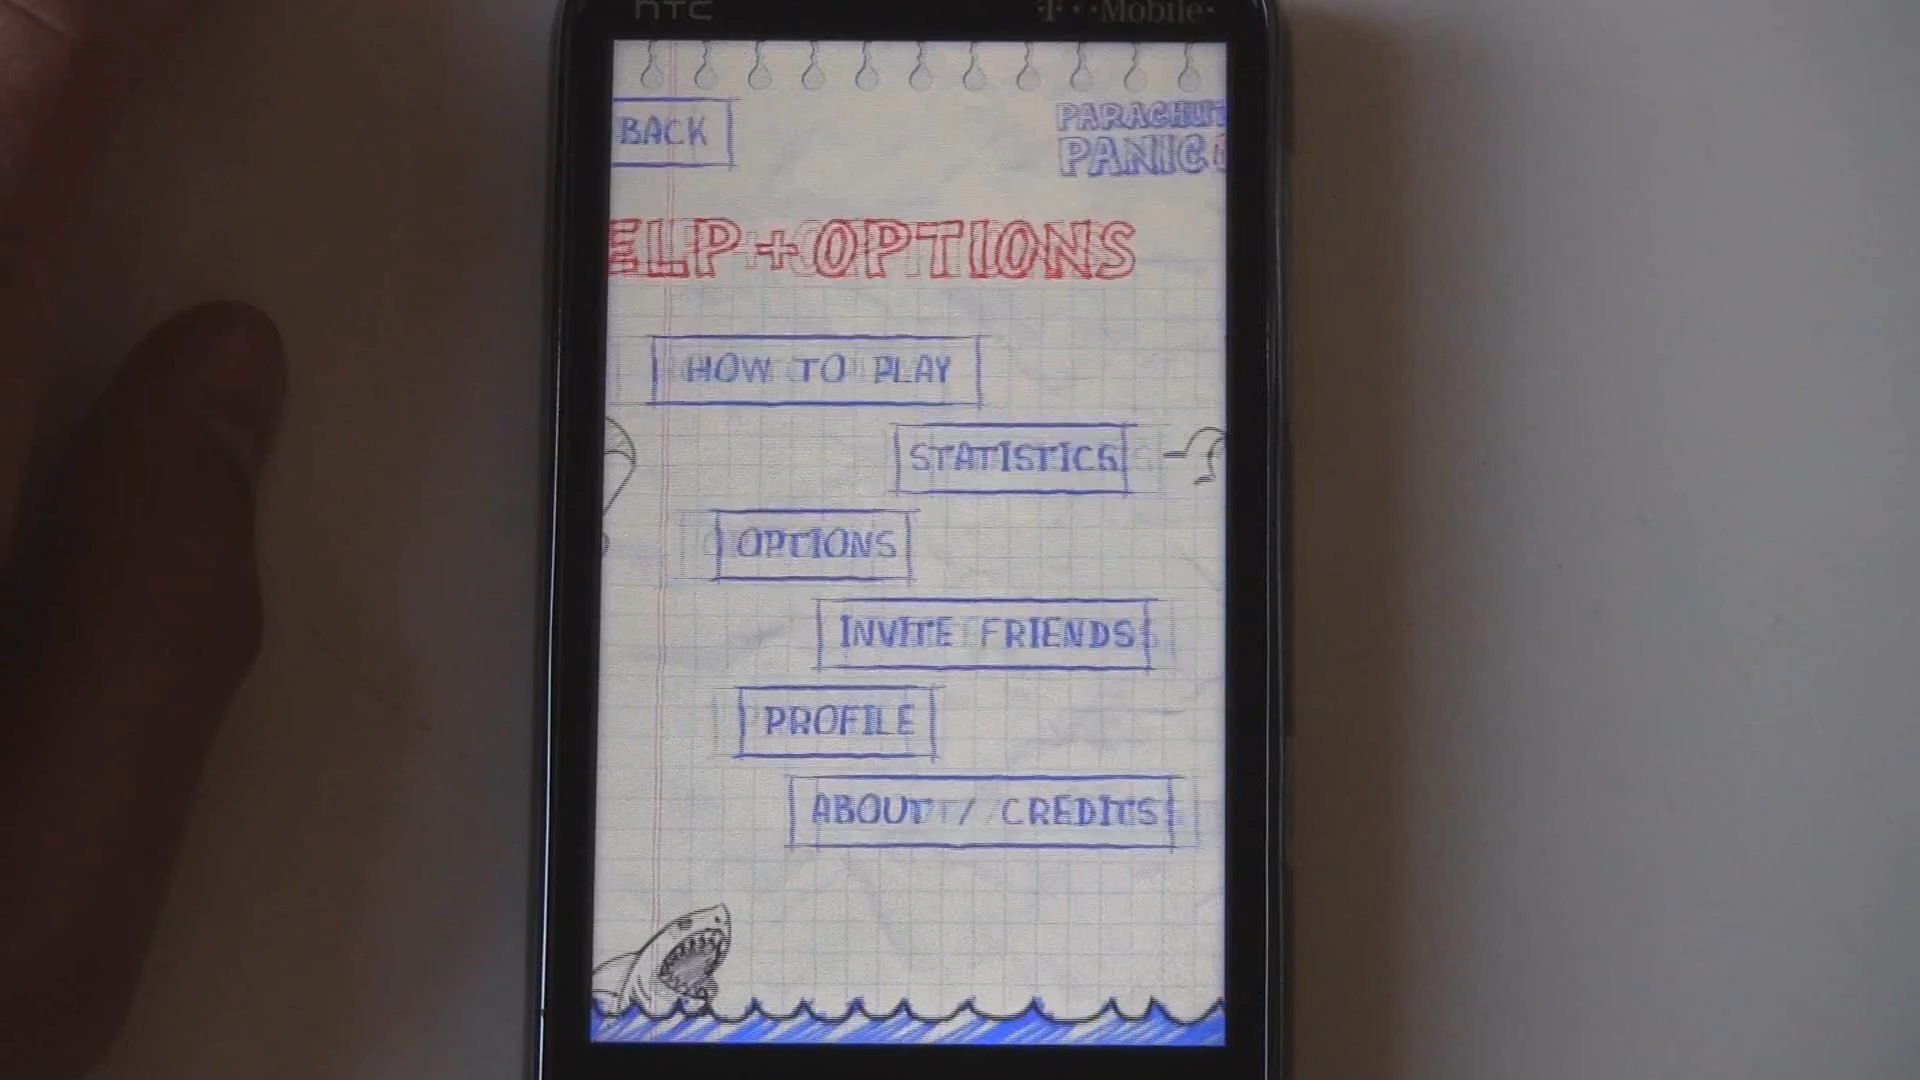 hTC T··Mobile·
BACK
PARACHUT
PANIC
ELP+OPTIONS
HOW TO PLAY
STATISTICS
OPTIONS
INVITE FRIENDS
PROFILE
ABOUT / CREDITS